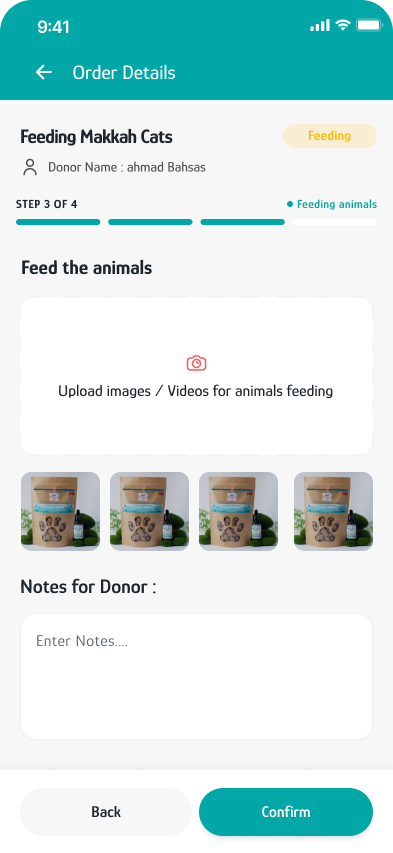 9:41
Order Details
Feeding Makkah Cats
Feeding
Donor Name : ahmad Bahsas
STEP 3 OF 4
Feeding animals
Feed the animals
Upload images / Videos for animals feeding
Notes for Donor :
Enter Notes....
Back
Confirm